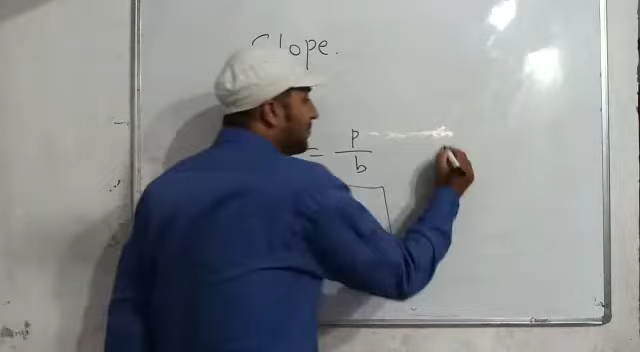 Slope.
= p/b